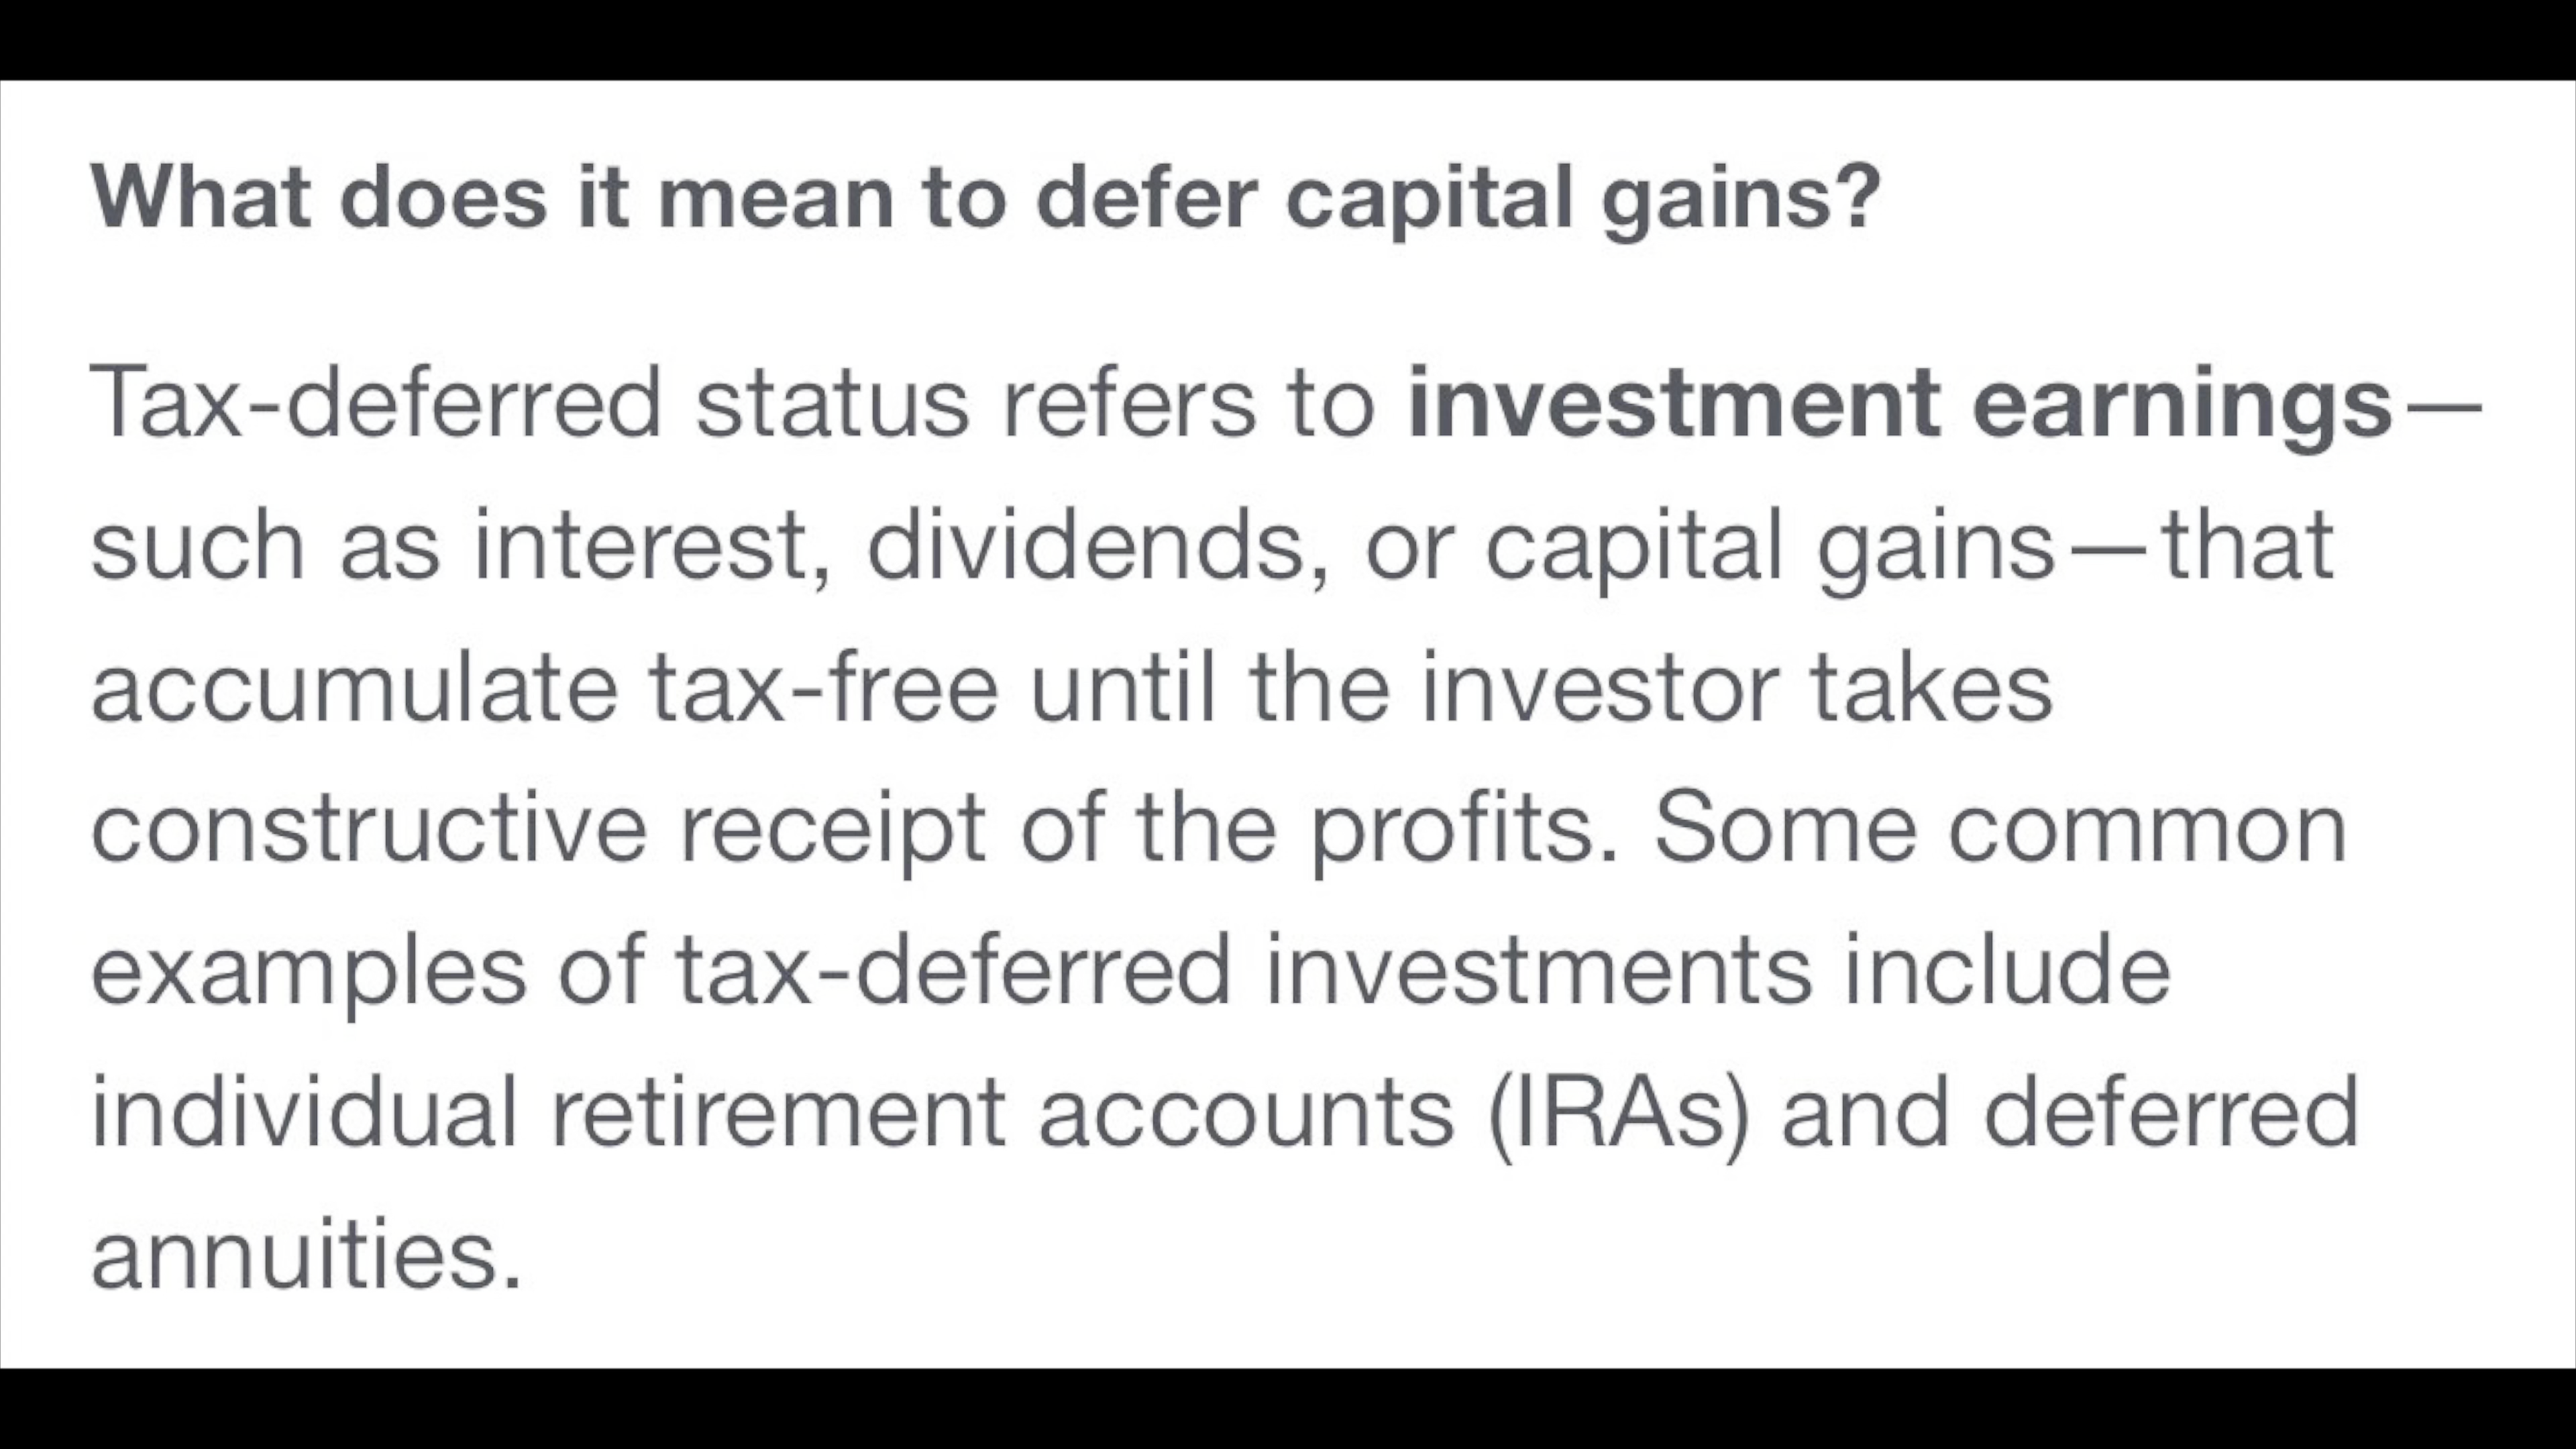 What does it mean to defer capital gains?
Tax-deferred status refers to investment earnings—
such as interest, dividends, or capital gains—that
accumulate tax-free until the investor takes
constructive receipt of the profits. Some common
examples of tax-deferred investments include
individual retirement accounts (IRAs) and deferred
annuities.